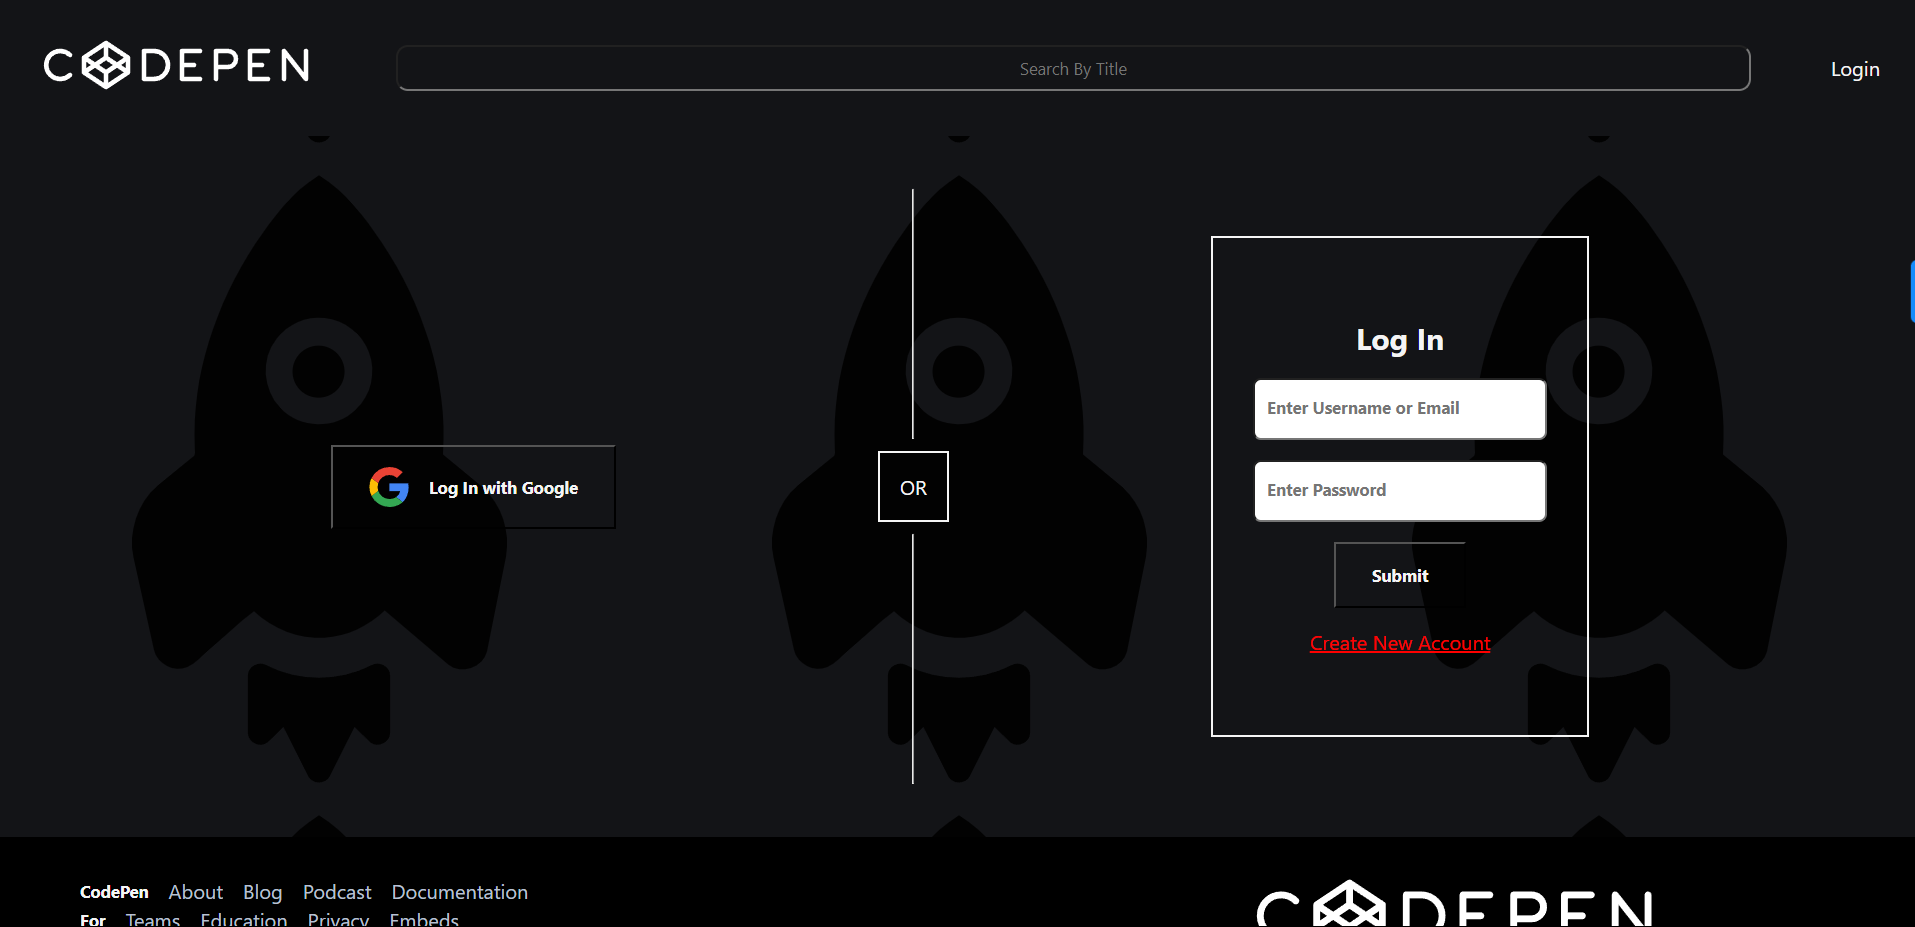 CODEPEN
Search By Title
Login
Log In with Google
OR
Log In
Enter Username or Email
Enter Password
Submit
Create New Account
CodePen About Blog Podcast Documentation
For Teams Education Privacy Embeds
CODEPEN